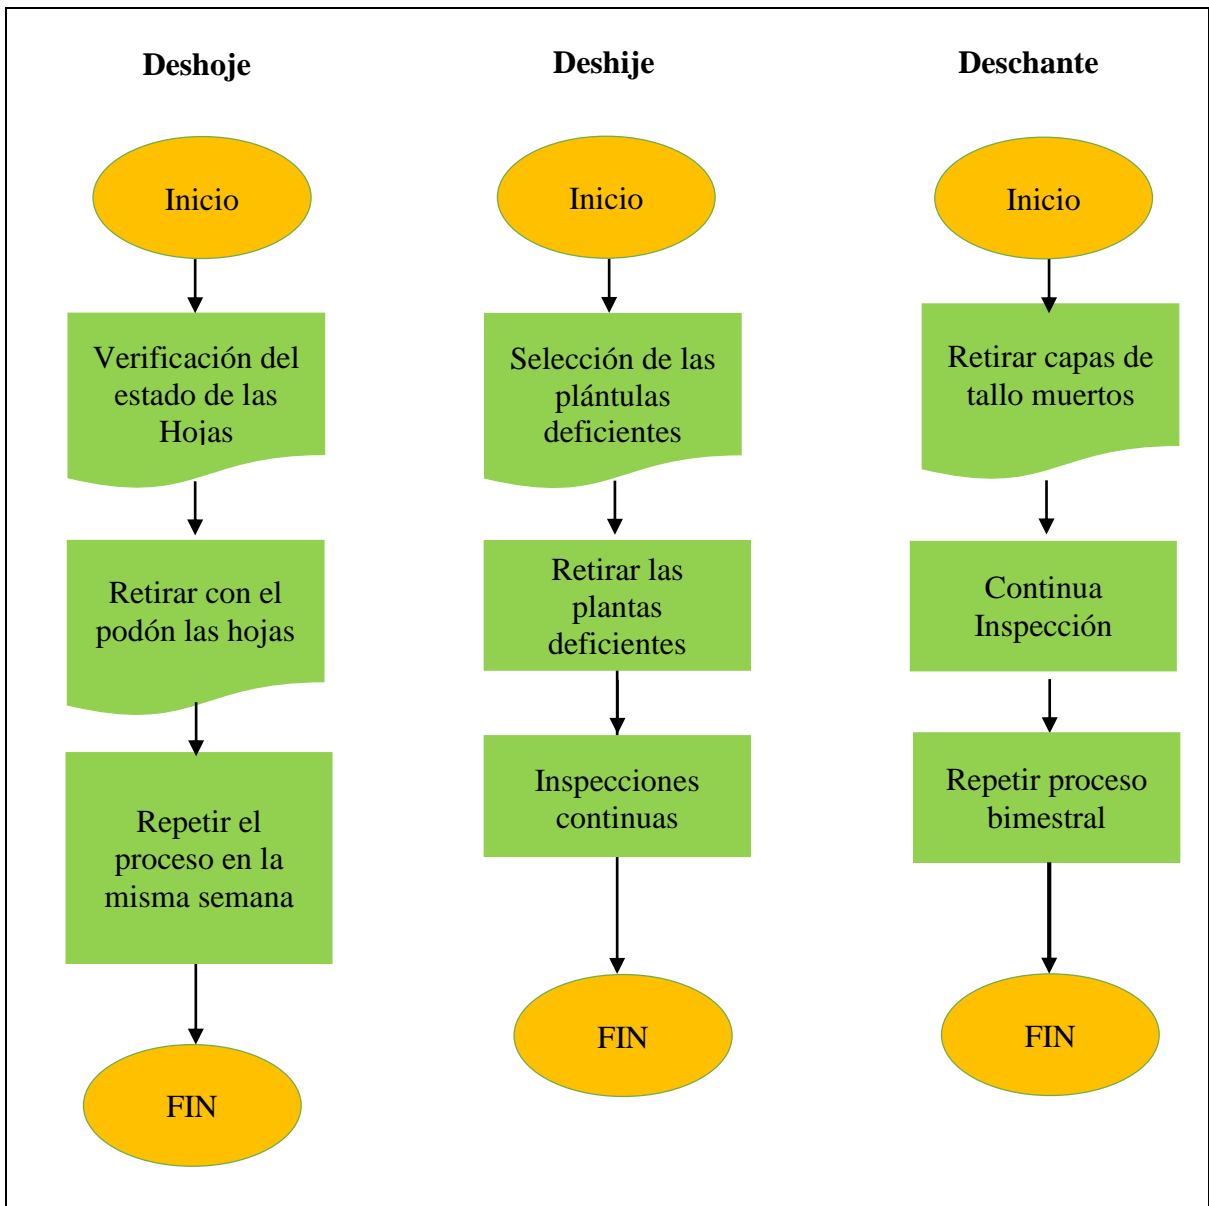 Deshoje
Inicio
Verificación del
estado de las
Hojas
Retirar con el
podón las hojas
Repetir el
proceso en la
misma semana
FIN
Deshije
Inicio
Selección de las
plántulas
deficientes
Retirar las
plantas
deficientes
Inspecciones
continuas
FIN
Deschante
Inicio
Retirar capas de
tallo muertos
Continua
Inspección
Repetir proceso
bimestral
FIN